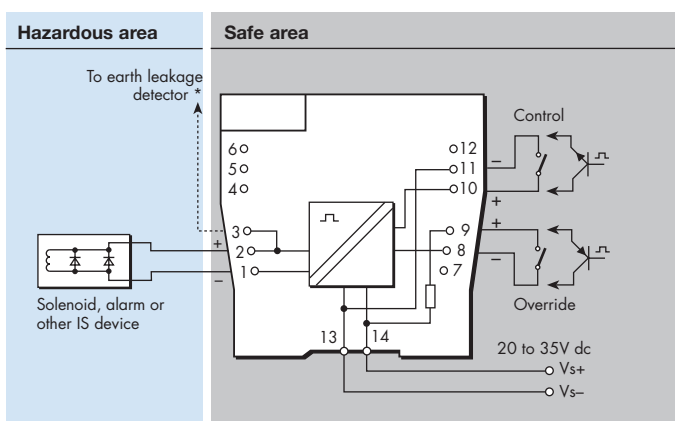 Hazardous area
Safe area
To earth leakage
detector *
Control
6
5
4
3
2
1
+
–
12
11
10
9
8
7
–
+
+
–
Override
Solenoid, alarm or
other IS device
13
14
20 to 35V dc
Vs+
Vs–